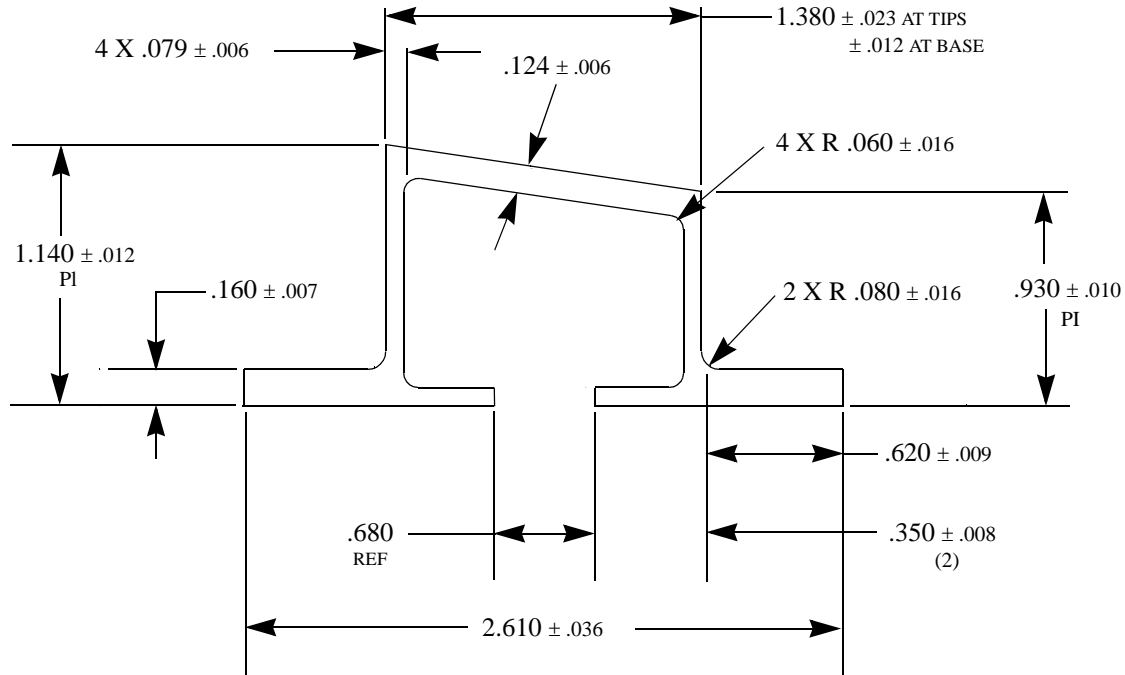 1.380 ± .023 AT TIPS
± .012 AT BASE
4 X .079 ± .006
.124 ± .006
4 X R .060 ± .016
1.140 ± .012
Pl
.160 ± .007
2 X R .080 ± .016
.930 ± .010
PI
.620 ± .009
.680
REF
.350 ± .008
(2)
2.610 ± .036